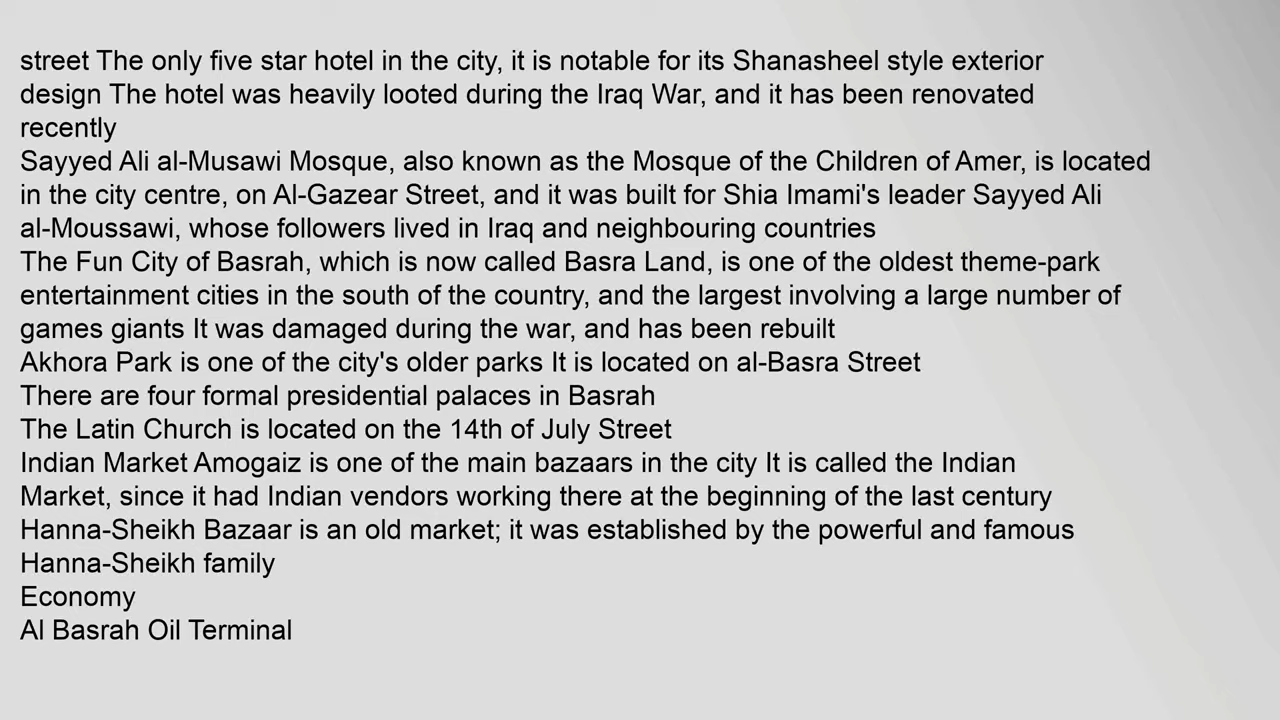 street The only five star hotel in the city, it is notable for its Shanasheel style exterior
design The hotel was heavily looted during the Iraq War, and it has been renovated
recently
Sayyed Ali al-Musawi Mosque, also known as the Mosque of the Children of Amer, is located
in the city centre, on Al-Gazear Street, and it was built for Shia Imami's leader Sayyed Ali
al-Moussawi, whose followers lived in Iraq and neighbouring countries
The Fun City of Basrah, which is now called Basra Land, is one of the oldest theme-park
entertainment cities in the south of the country, and the largest involving a large number of
games giants It was damaged during the war, and has been rebuilt
Akhora Park is one of the city's older parks It is located on al-Basra Street
There are four formal presidential palaces in Basrah
The Latin Church is located on the 14th of July Street
Indian Market Amogaiz is one of the main bazaars in the city It is called the Indian
Market, since it had Indian vendors working there at the beginning of the last century
Hanna-Sheikh Bazaar is an old market; it was established by the powerful and famous
Hanna-Sheikh family
Economy
Al Basrah Oil Terminal